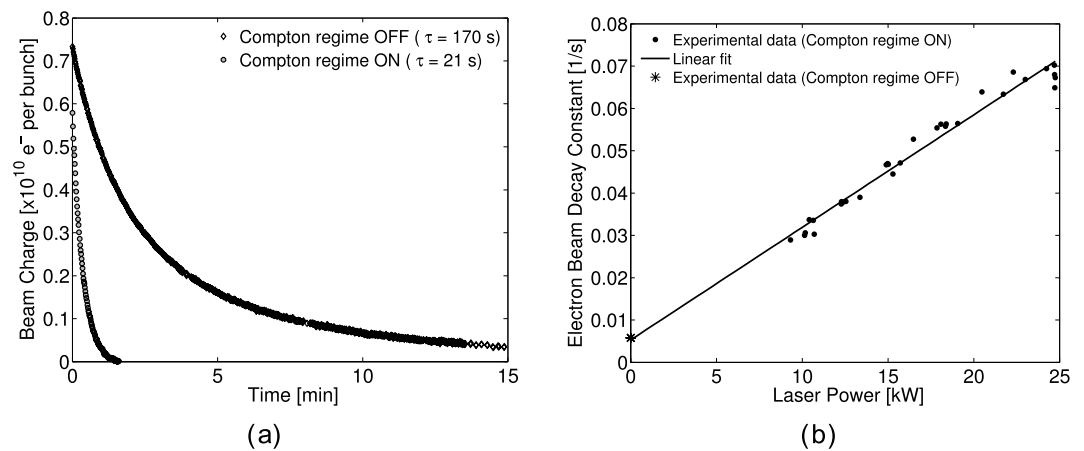 0.8
0.7
0.6
0.5
0.4
0.3
0.2
0.1
0
Beam Charge [x10^10 e^− per bunch]
Compton regime OFF ( τ = 170 s)
Compton regime ON ( τ = 21 s)
0 5 10 15
Time [min]
(a)
0.08
0.07
0.06
0.05
0.04
0.03
0.02
0.01
0
Electron Beam Decay Constant [1/s]
Experimental data (Compton regime ON)
Linear fit
Experimental data (Compton regime OFF)
0 5 10 15 20 25
Laser Power [kW]
(b)